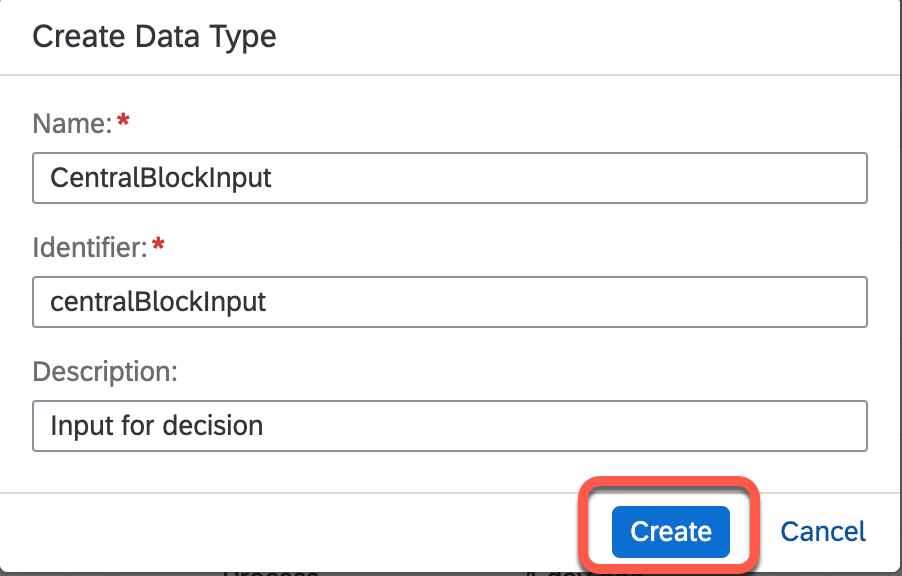 Create Data Type
Name:*
CentralBlockInput
Identifier:*
centralBlockInput
Description:
Input for decision
Create Cancel